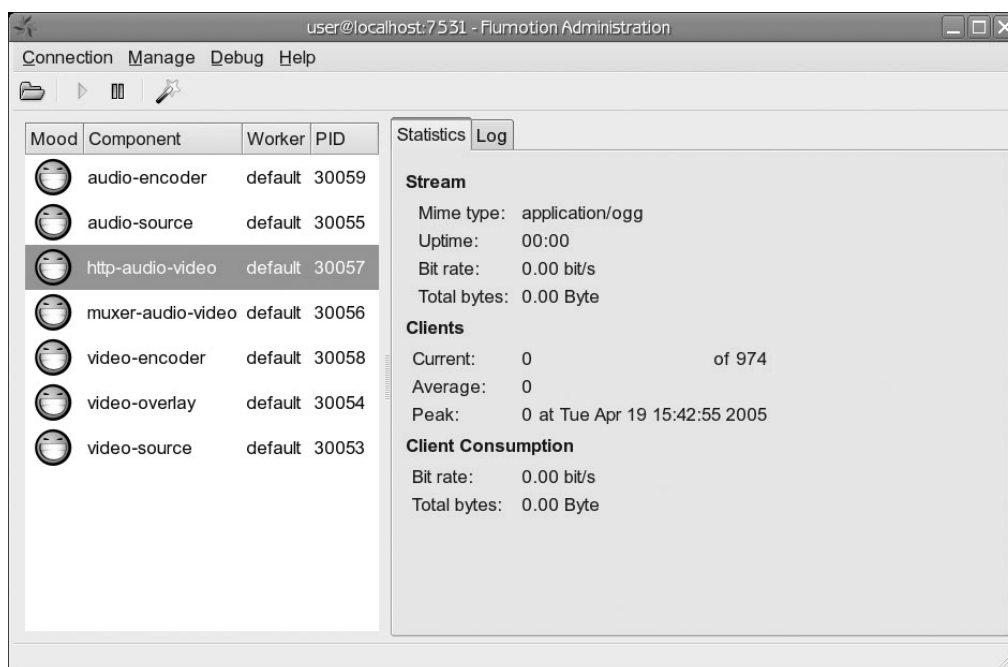 user@localhost:7531 - Flumotion Administration
Connection Manage Debug Help
Mood Component Worker PID
audio-encoder default 30059
audio-source default 30055
http-audio-video default 30057
muxer-audio-video default 30056
video-encoder default 30058
video-overlay default 30054
video-source default 30053
Statistics Log
Stream
Mime type: application/ogg
Uptime: 00:00
Bit rate: 0.00 bit/s
Total bytes: 0.00 Byte
Clients
Current: 0 of 974
Average: 0
Peak: 0 at Tue Apr 19 15:42:55 2005
Client Consumption
Bit rate: 0.00 bit/s
Total bytes: 0.00 Byte